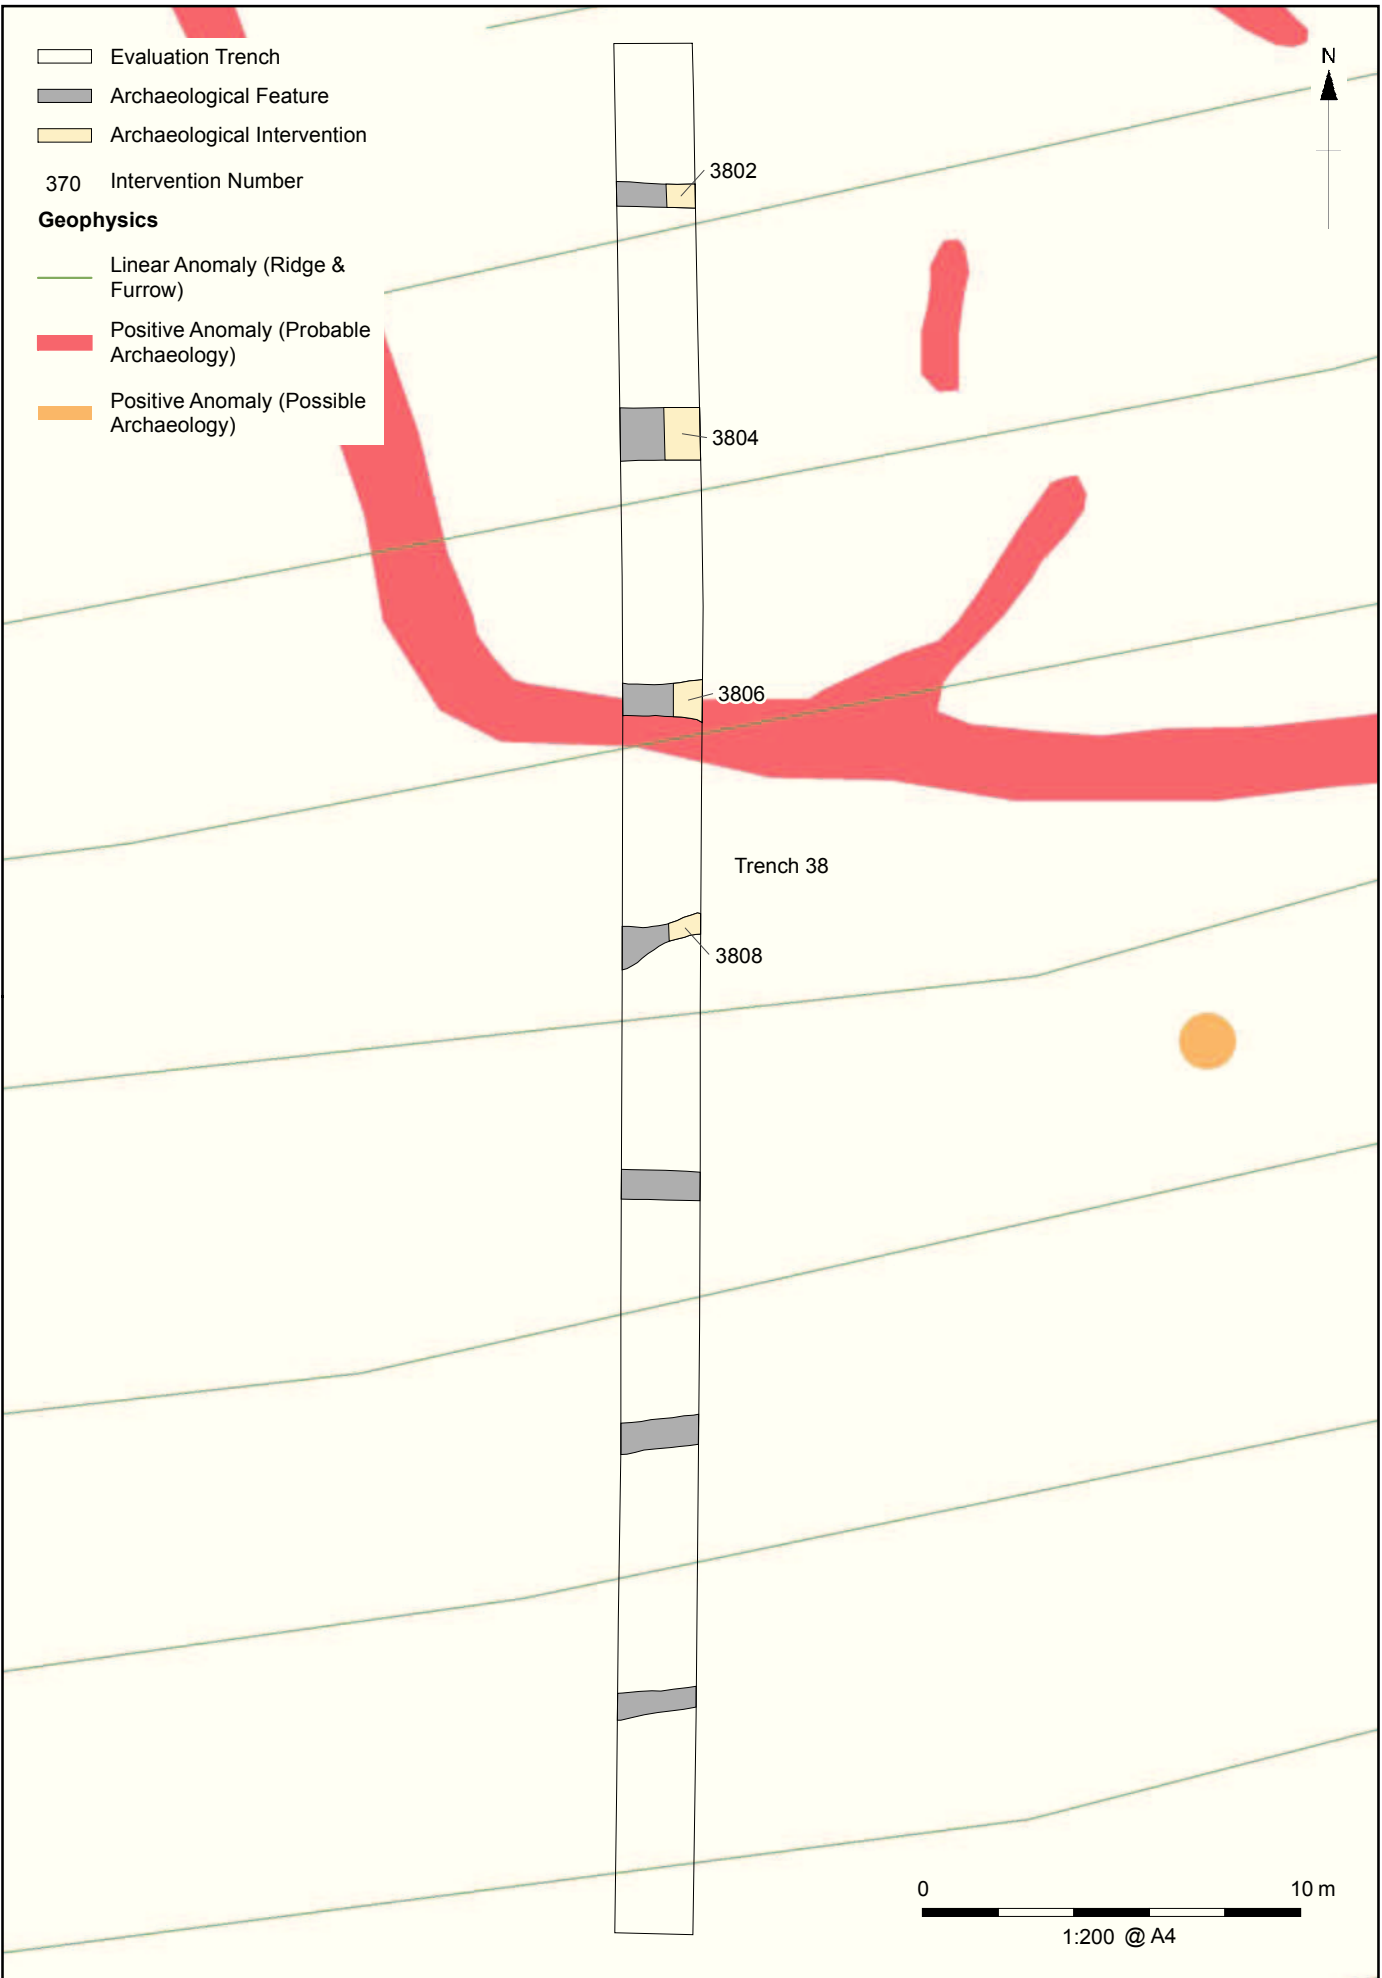 Evaluation Trench
Archaeological Feature
Archaeological Intervention
370 Intervention Number
Geophysics
Linear Anomaly (Ridge &
Furrow)
Positive Anomaly (Probable
Archaeology)
Positive Anomaly (Possible
Archaeology)
N
3802
3804
3806
Trench 38
3808
0 10 m
1:200 @ A4